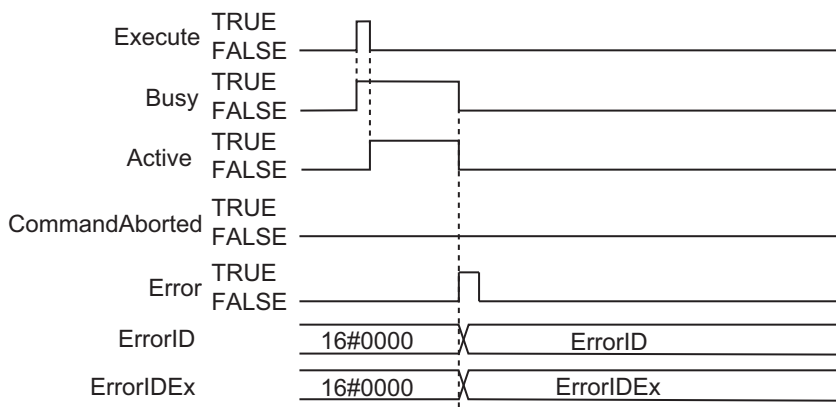 Execute TRUE
FALSE
Busy TRUE
FALSE
Active TRUE
FALSE
CommandAborted TRUE
FALSE
Error TRUE
FALSE
ErrorID 16#0000 ErrorID
ErrorIDEx 16#0000 ErrorIDEx